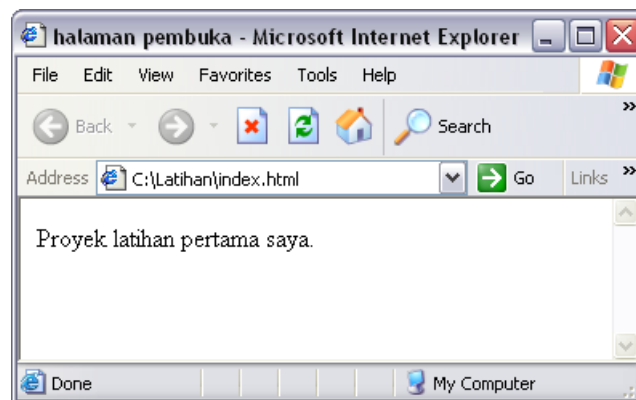 halaman pembuka - Microsoft Internet Explorer
File Edit View Favorites Tools Help
Back Search »
Address C:\Latihan\index.html Go Links »
Proyek latihan pertama saya.
Done My Computer